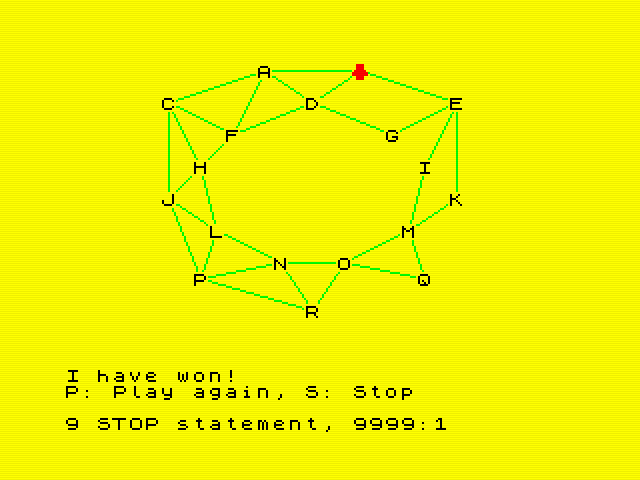 A
C D E
F G
H I
J K
L M
N O
P Q
R
I have won!
P: Play again, S: Stop
9 STOP statement, 9999:1